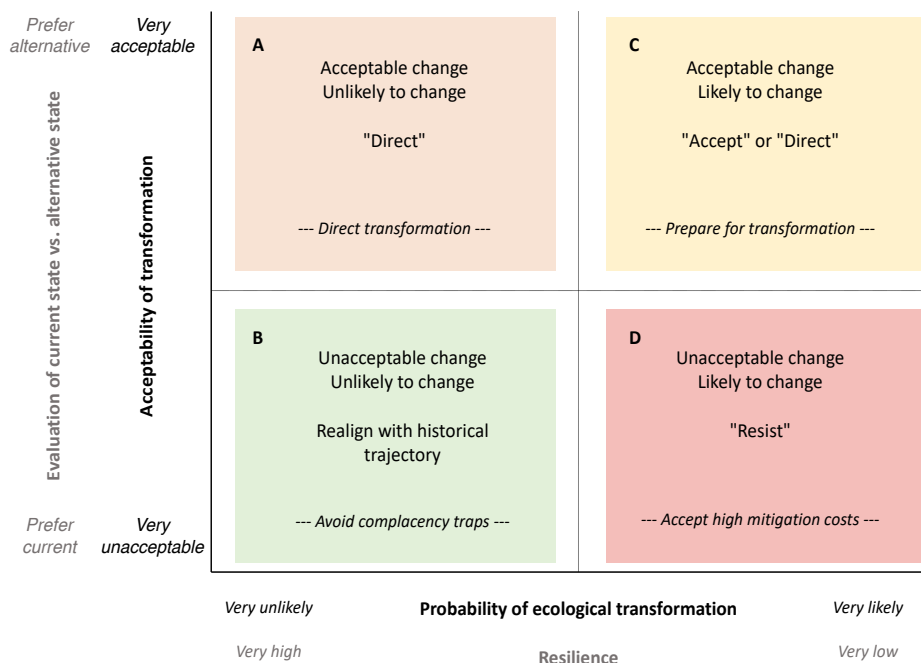 Prefer
alternative
Very
acceptable
Evaluation of current state vs. alternative state
Acceptability of transformation
Prefer
current
Very
unacceptable
A
Acceptable change
Unlikely to change
"Direct"
--- Direct transformation ---
C
Acceptable change
Likely to change
"Accept" or "Direct"
--- Prepare for transformation ---
B
Unacceptable change
Unlikely to change
Realign with historical
trajectory
--- Avoid complacency traps ---
D
Unacceptable change
Likely to change
"Resist"
--- Accept high mitigation costs ---
Very unlikely
Probability of ecological transformation
Very likely
Very high
Resilience
Very low